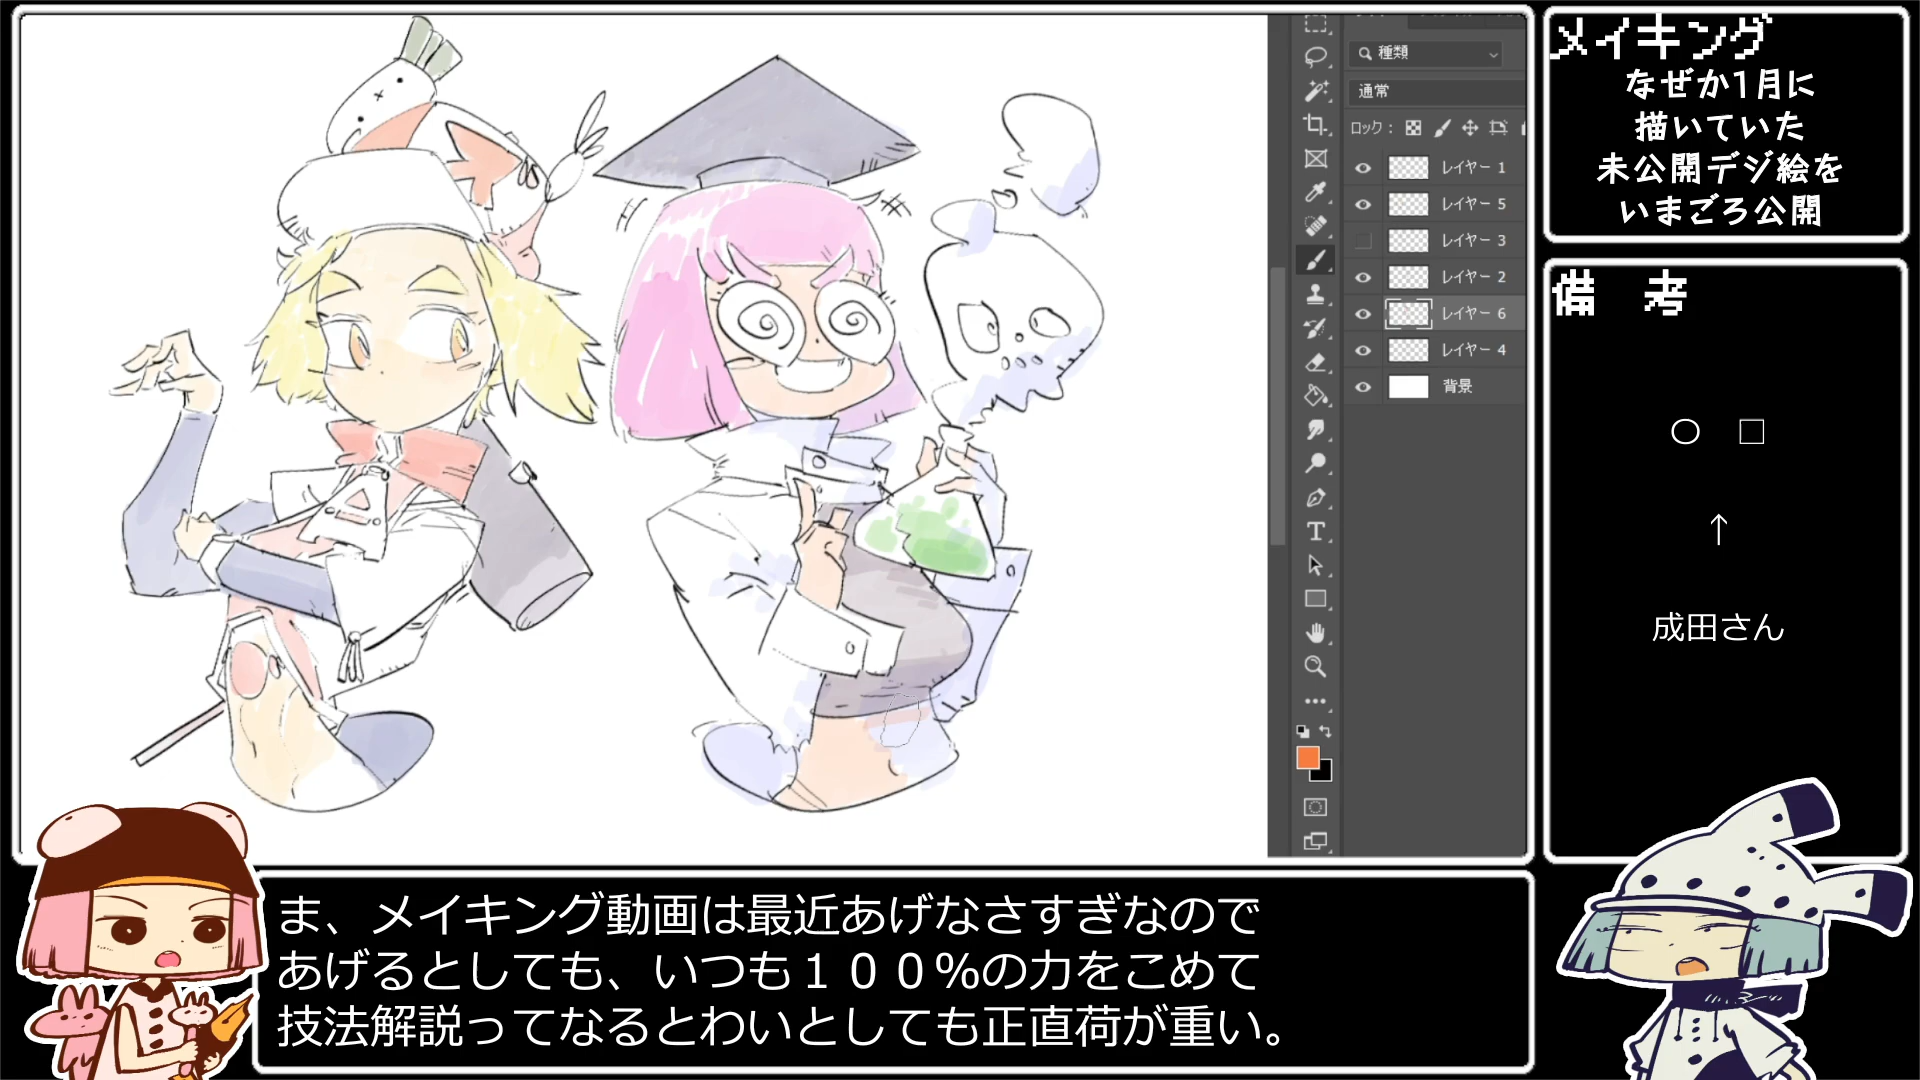 メイキング
なぜか1月に
描いていた
未公開デジ絵を
いまごろ公開
種類
通常
ロック：
レイヤー 1
レイヤー 5
レイヤー 3
レイヤー 2
レイヤー 6
レイヤー 4
背景
備　考
○　□
↑
成田さん
ま、メイキング動画は最近あげなさすぎなので
あげるとしても、いつも１００％の力をこめて
技法解説ってなるとわいとしても正直荷が重い。